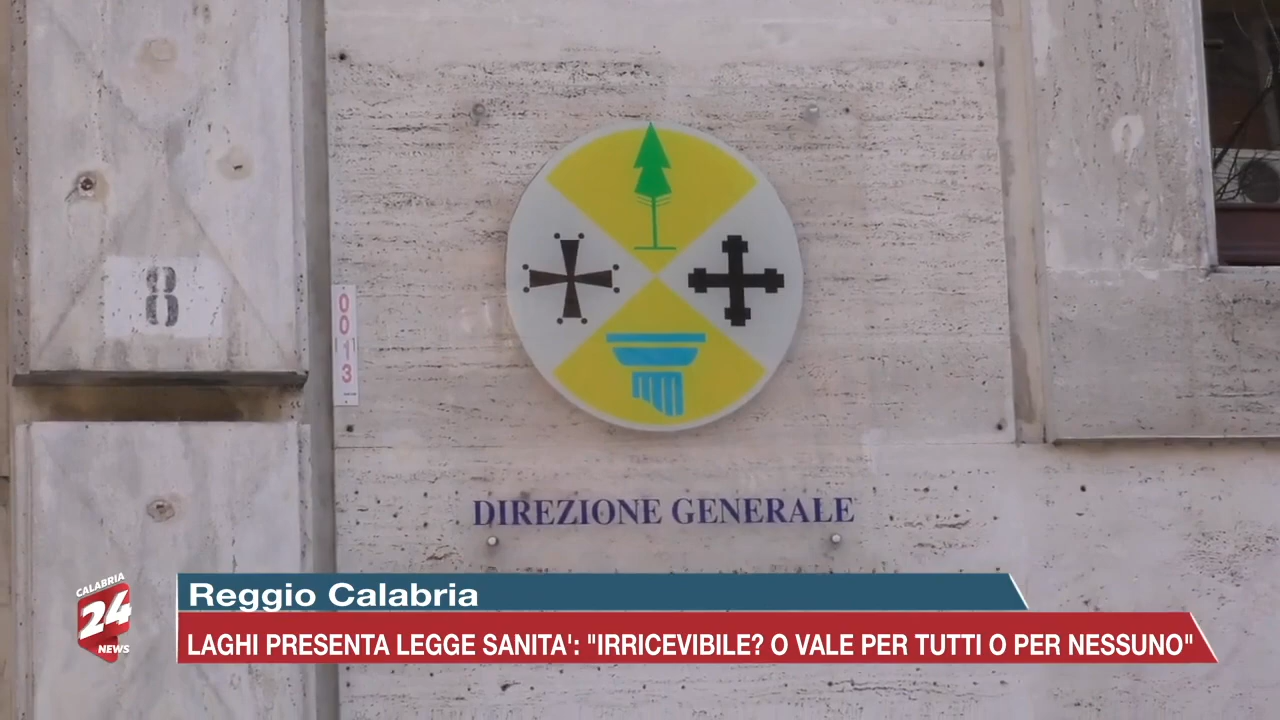 8
0013
DIREZIONE GENERALE
CALABRIA
24
NEWS
Reggio Calabria
LAGHI PRESENTA LEGGE SANITA': "IRRICEVIBILE? O VALE PER TUTTI O PER NESSUNO"